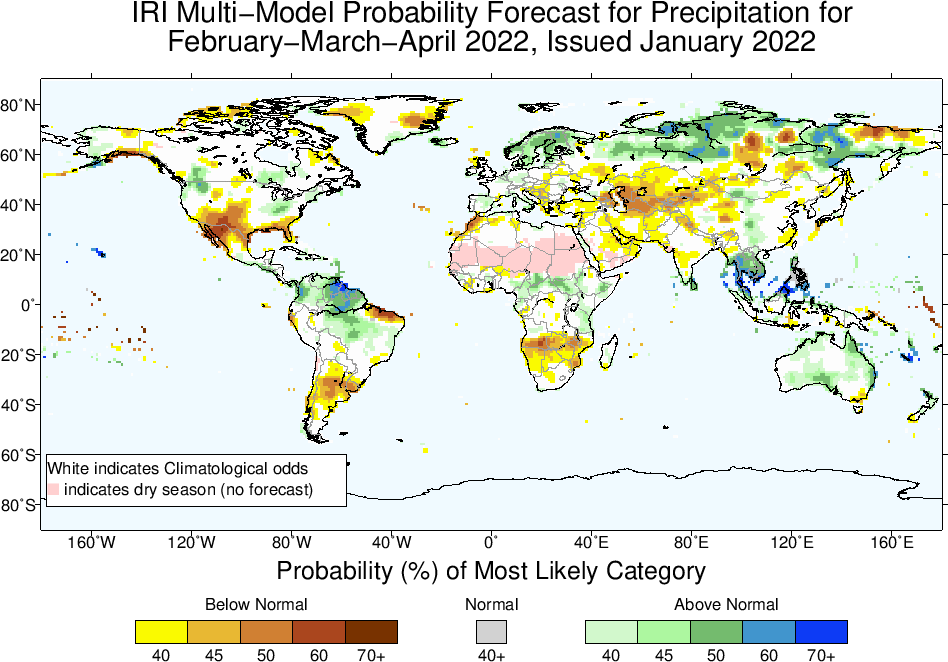 IRI Multi−Model Probability Forecast for Precipitation for
February−March−April 2022, Issued January 2022
80˚N
60˚N
40˚N
20˚N
0˚
20˚S
40˚S
60˚S
80˚S
White indicates Climatological odds
indicates dry season (no forecast)
160˚W 120˚W 80˚W 40˚W 0˚ 40˚E 80˚E 120˚E 160˚E
Probability (%) of Most Likely Category
Below Normal Normal Above Normal
40 45 50 60 70+ 40+ 40 45 50 60 70+